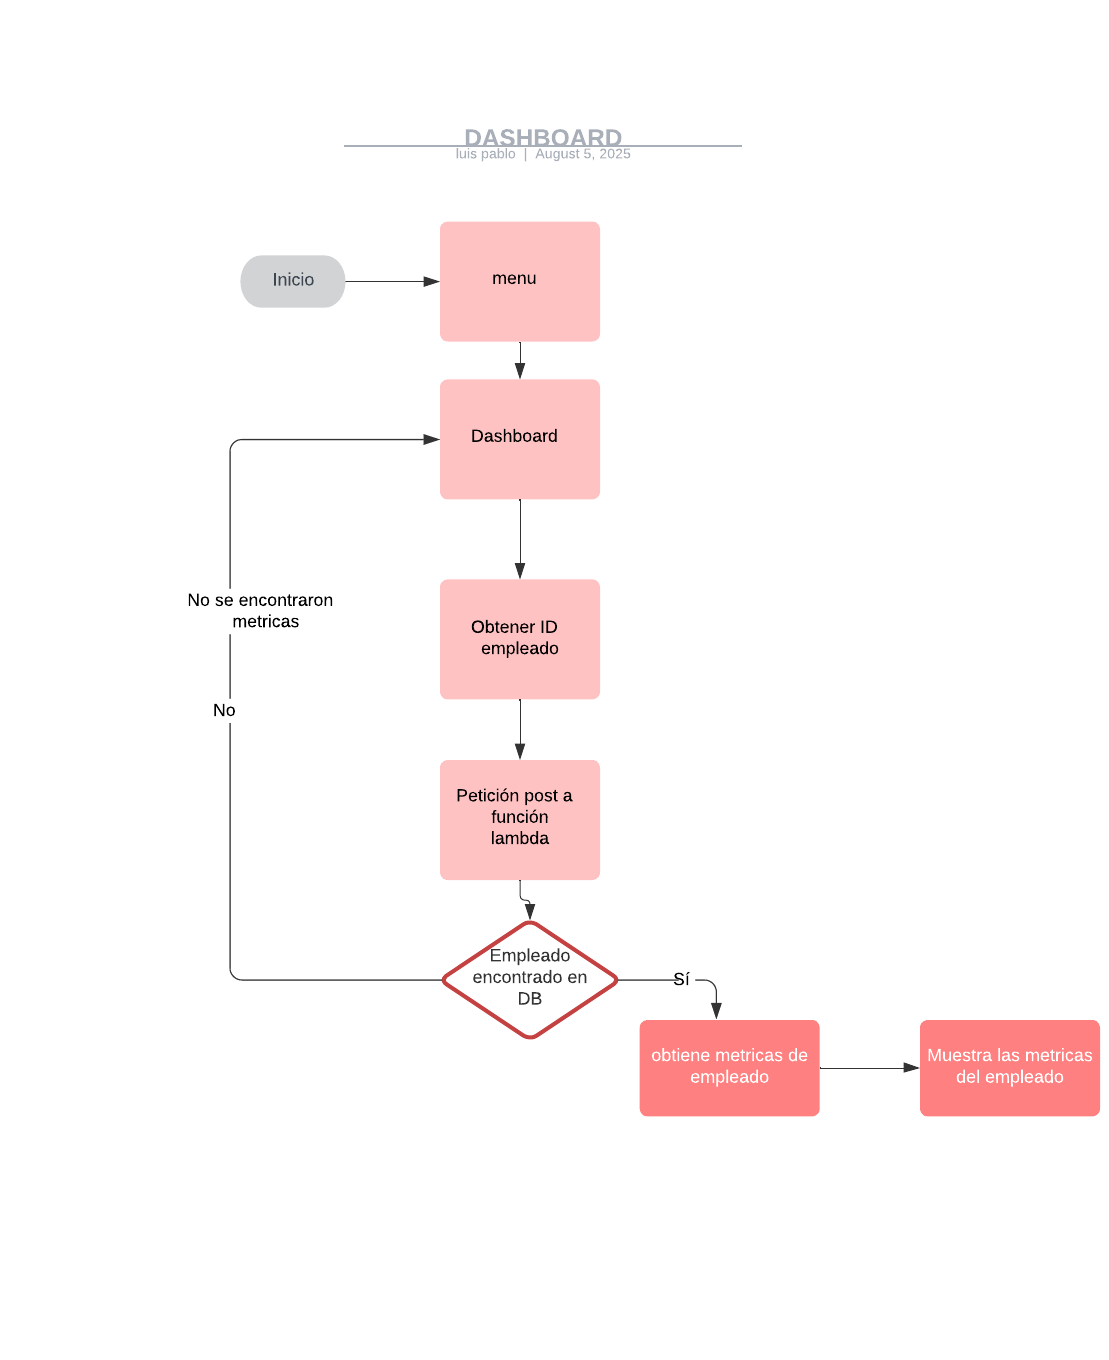 DASHBOARD
luis pablo | August 5, 2025
Inicio
menu
Dashboard
No se encontraron
metricas
Obtener ID
empleado
No
Petición post a
función
lambda
Empleado
encontrado en
DB
Sí
obtiene metricas de
empleado
Muestra las metricas
del empleado